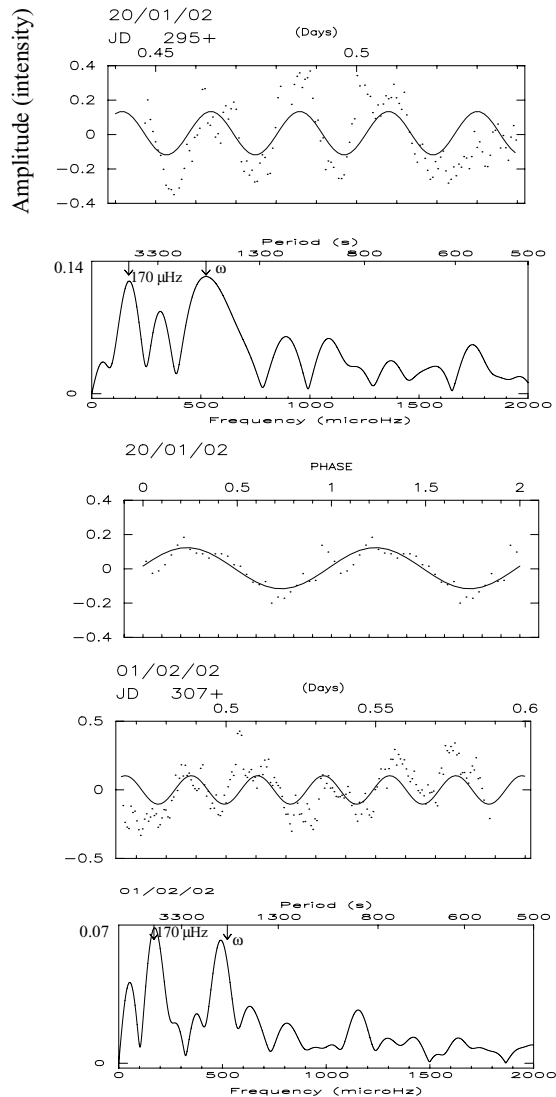 20/01/02
JD 295+ (Days)
0.45 0.5
Amplitude (intensity)
0.4
0.2
0
−0.2
−0.4
Period (s)
3300 1300 800 600 500
0.14
170 μHz ω
0
0 500 1000 1500 2000
Frequency (microHz)
20/01/02
PHASE
0 0.5 1 1.5 2
0.4
0.2
0
−0.2
−0.4
01/02/02
JD 307+ (Days)
0.5 0.55 0.6
0.5
0
−0.5
01/02/02
Period (s)
3300 1300 800 600 500
0.07
170 μHz ω
0
0 500 1000 1500 2000
Frequency (microHz)